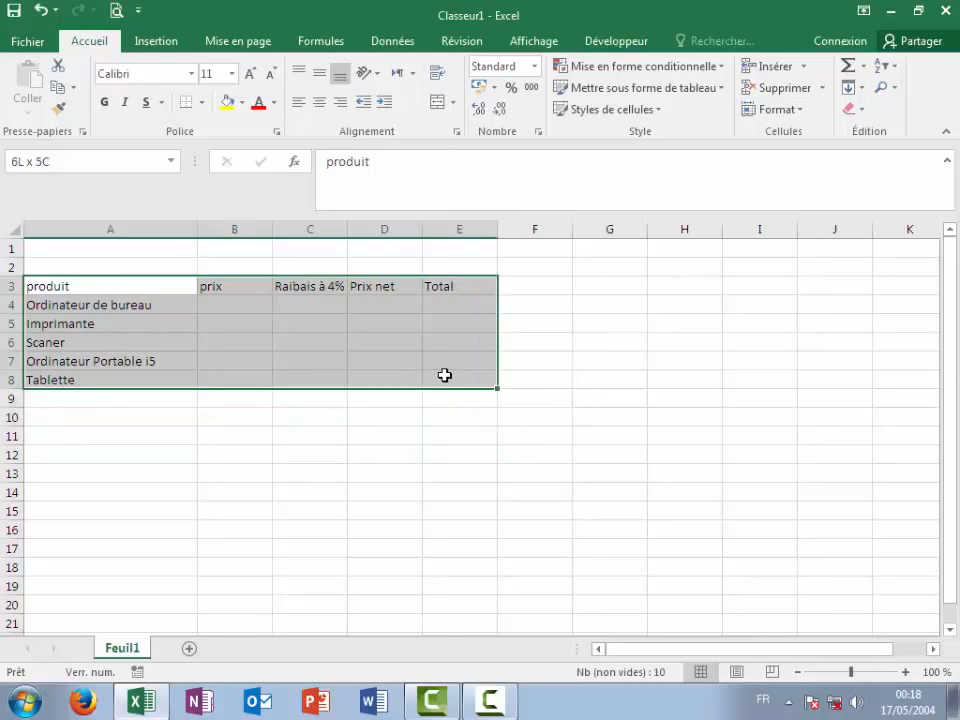 Classeur1 - Excel
Fichier Accueil Insertion Mise en page Formules Données Révision Affichage Développeur Rechercher... Connexion Partager
Coller
Calibri 11
G I S A
Standard
% 000
Mise en forme conditionnelle
Mettre sous forme de tableau
Styles de cellules
Insérer
Supprimer
Format
Presse-papiers Police Alignement Nombre Style Cellules Édition
6L x 5C fx produit
A B C D E F G H I J K
1
2
3 produit prix Raibais à 4% Prix net Total
4 Ordinateur de bureau
5 Imprimante
6 Scaner
7 Ordinateur Portable i5
8 Tablette
9
10
11
12
13
14
15
16
17
18
19
20
21
Feuil1
Prêt Verr. num. Nb (non vides) : 10 100 %
FR 00:18
17/05/2004